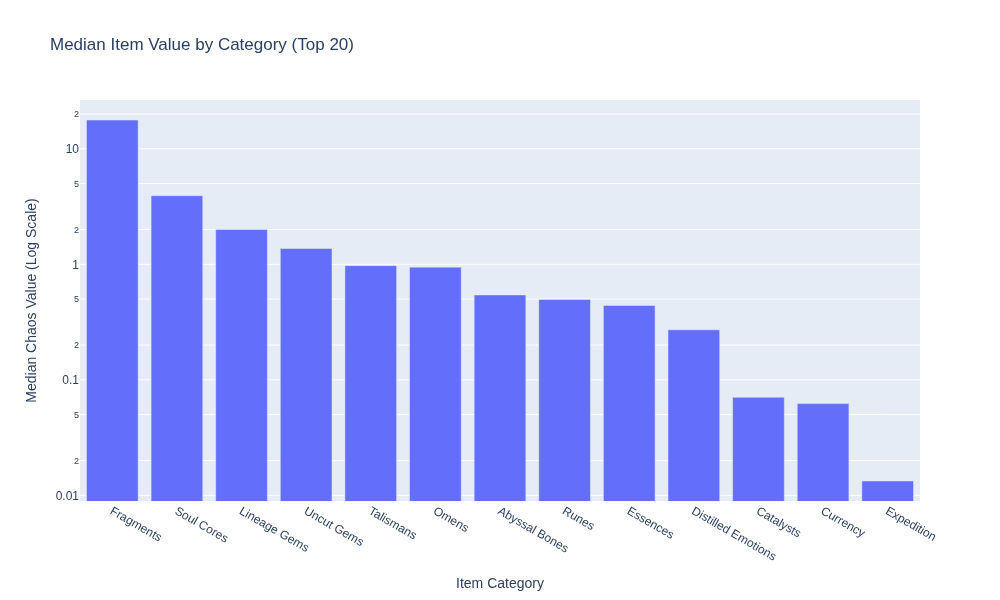 Median Item Value by Category (Top 20)
Median Chaos Value (Log Scale)
2
10
5
2
1
5
2
0.1
5
2
0.01
Fragments
Soul Cores
Lineage Gems
Uncut Gems
Talismans
Omens
Abyssal Bones
Runes
Essences
Distilled Emotions
Catalysts
Currency
Expedition
Item Category